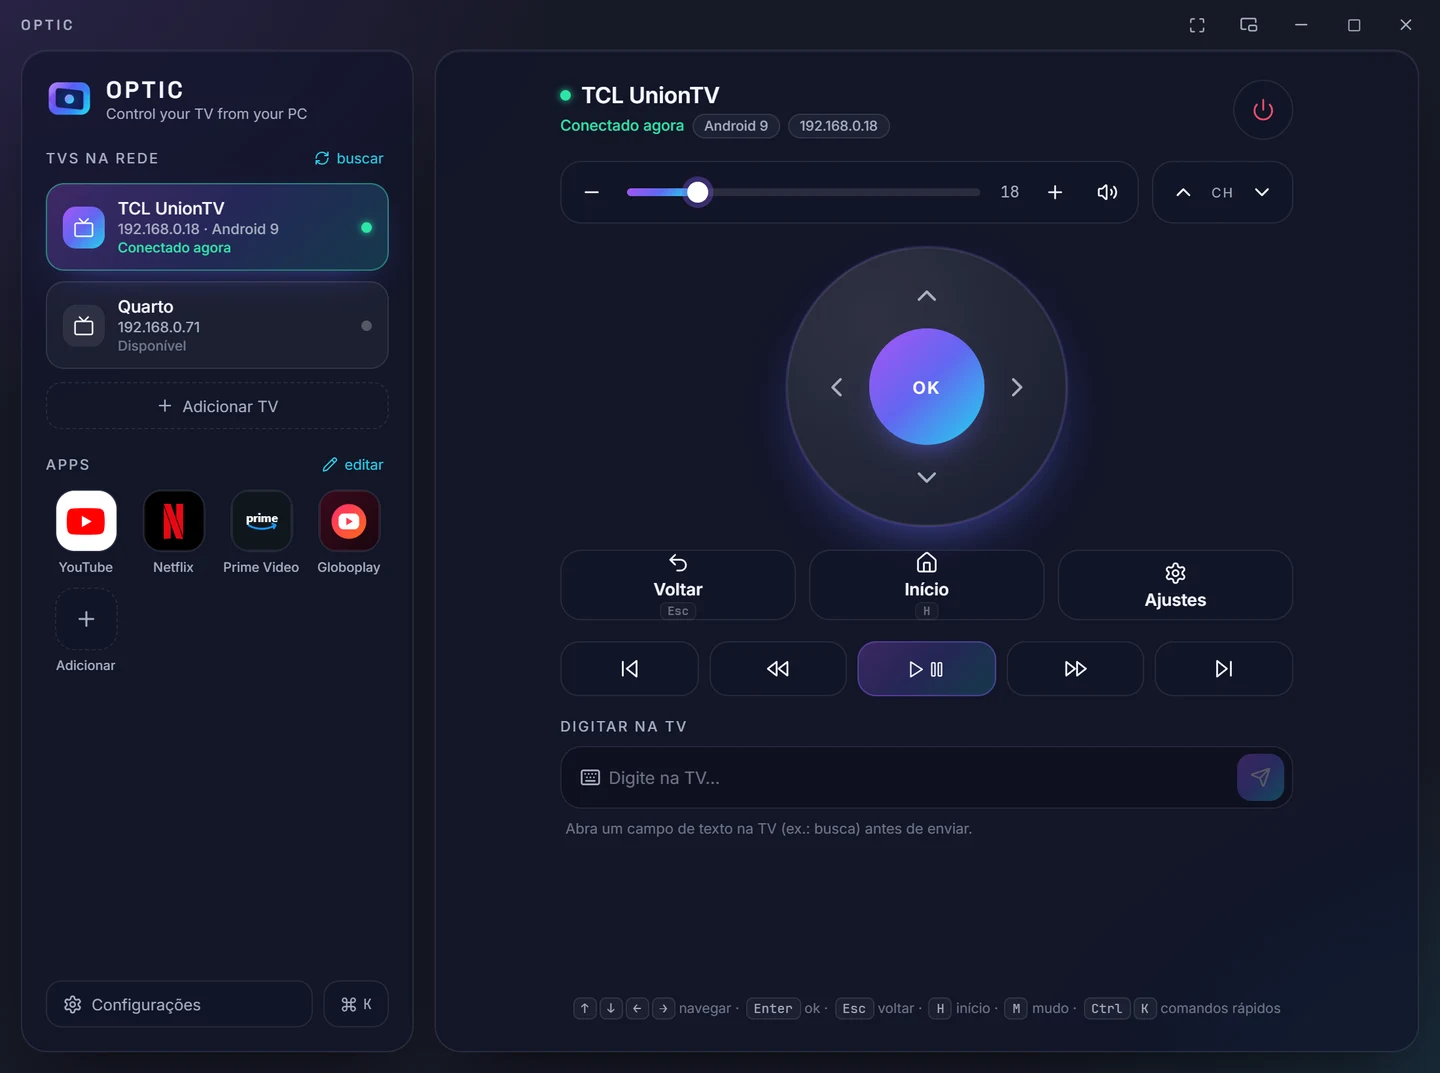 OPTIC
OPTIC
Control your TV from your PC
TVS NA REDE
buscar
TCL UnionTV
192.168.0.18 · Android 9
Conectado agora
Quarto
192.168.0.71
Disponível
Adicionar TV
APPS
editar
prime
YouTube
Netflix
Prime Video
Globoplay
Adicionar
Configurações
⌘ K
TCL UnionTV
Conectado agora
Android 9
192.168.0.18
18
CH
OK
Voltar
Esc
Início
H
Ajustes
DIGITAR NA TV
Digite na TV...
Abra um campo de texto na TV (ex.: busca) antes de enviar.
↑ ↓ ← → navegar · Enter ok · Esc voltar · H início · M mudo · Ctrl K comandos rápidos